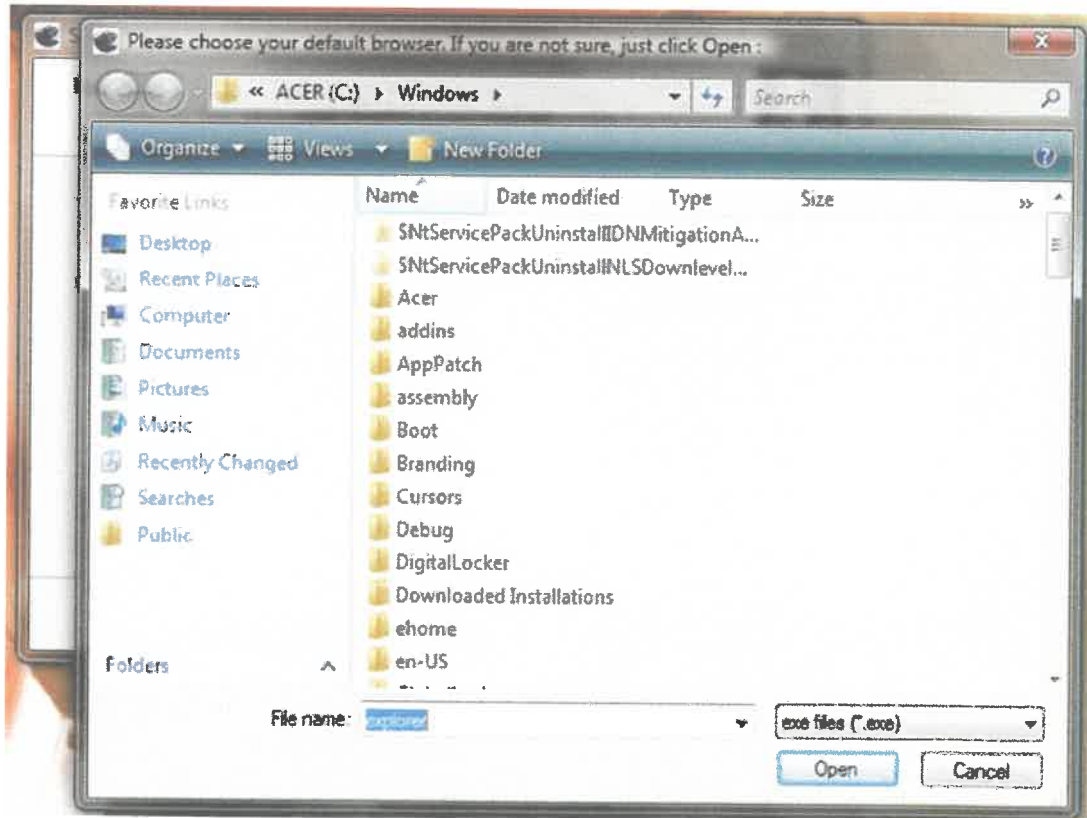 Please choose your default browser. If you are not sure, just click Open :
« ACER (C:) Windows Search
Organize Views New Folder
Favorite Links
Desktop
Recent Places
Computer
Documents
Pictures
Music
Recently Changed
Searches
Public
Folders
Name Date modified Type Size »
$NtServicePackUninstallIDNMitigationA...
$NtServicePackUninstallNLSDownlevel...
Acer
addins
AppPatch
assembly
Boot
Branding
Cursors
Debug
DigitalLocker
Downloaded Installations
ehome
en-US
File name: explorer exe files (*.exe)
Open Cancel